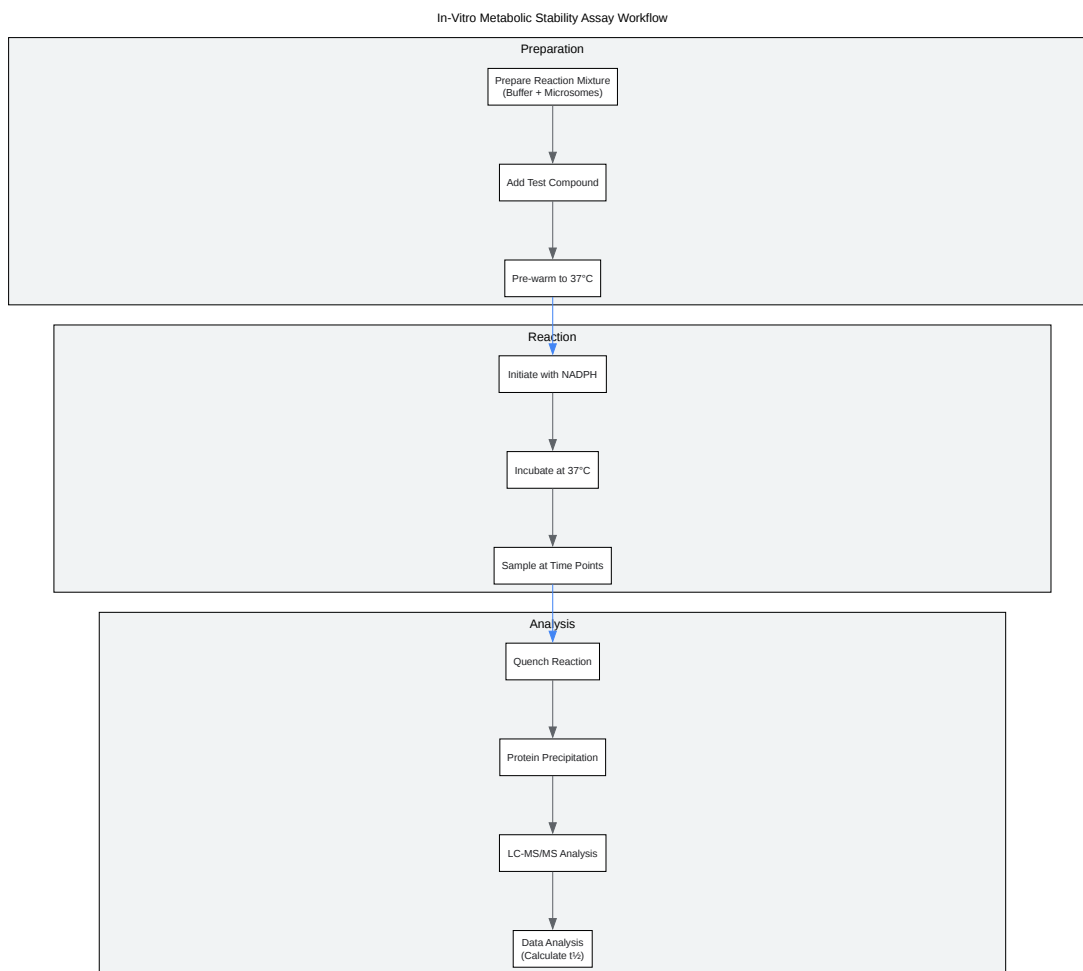 In-Vitro Metabolic Stability Assay Workflow
Preparation
Prepare Reaction Mixture
(Buffer + Microsomes)
Add Test Compound
Pre-warm to 37°C
Reaction
Initiate with NADPH
Incubate at 37°C
Sample at Time Points
Analysis
Quench Reaction
Protein Precipitation
LC-MS/MS Analysis
Data Analysis
(Calculate t½)